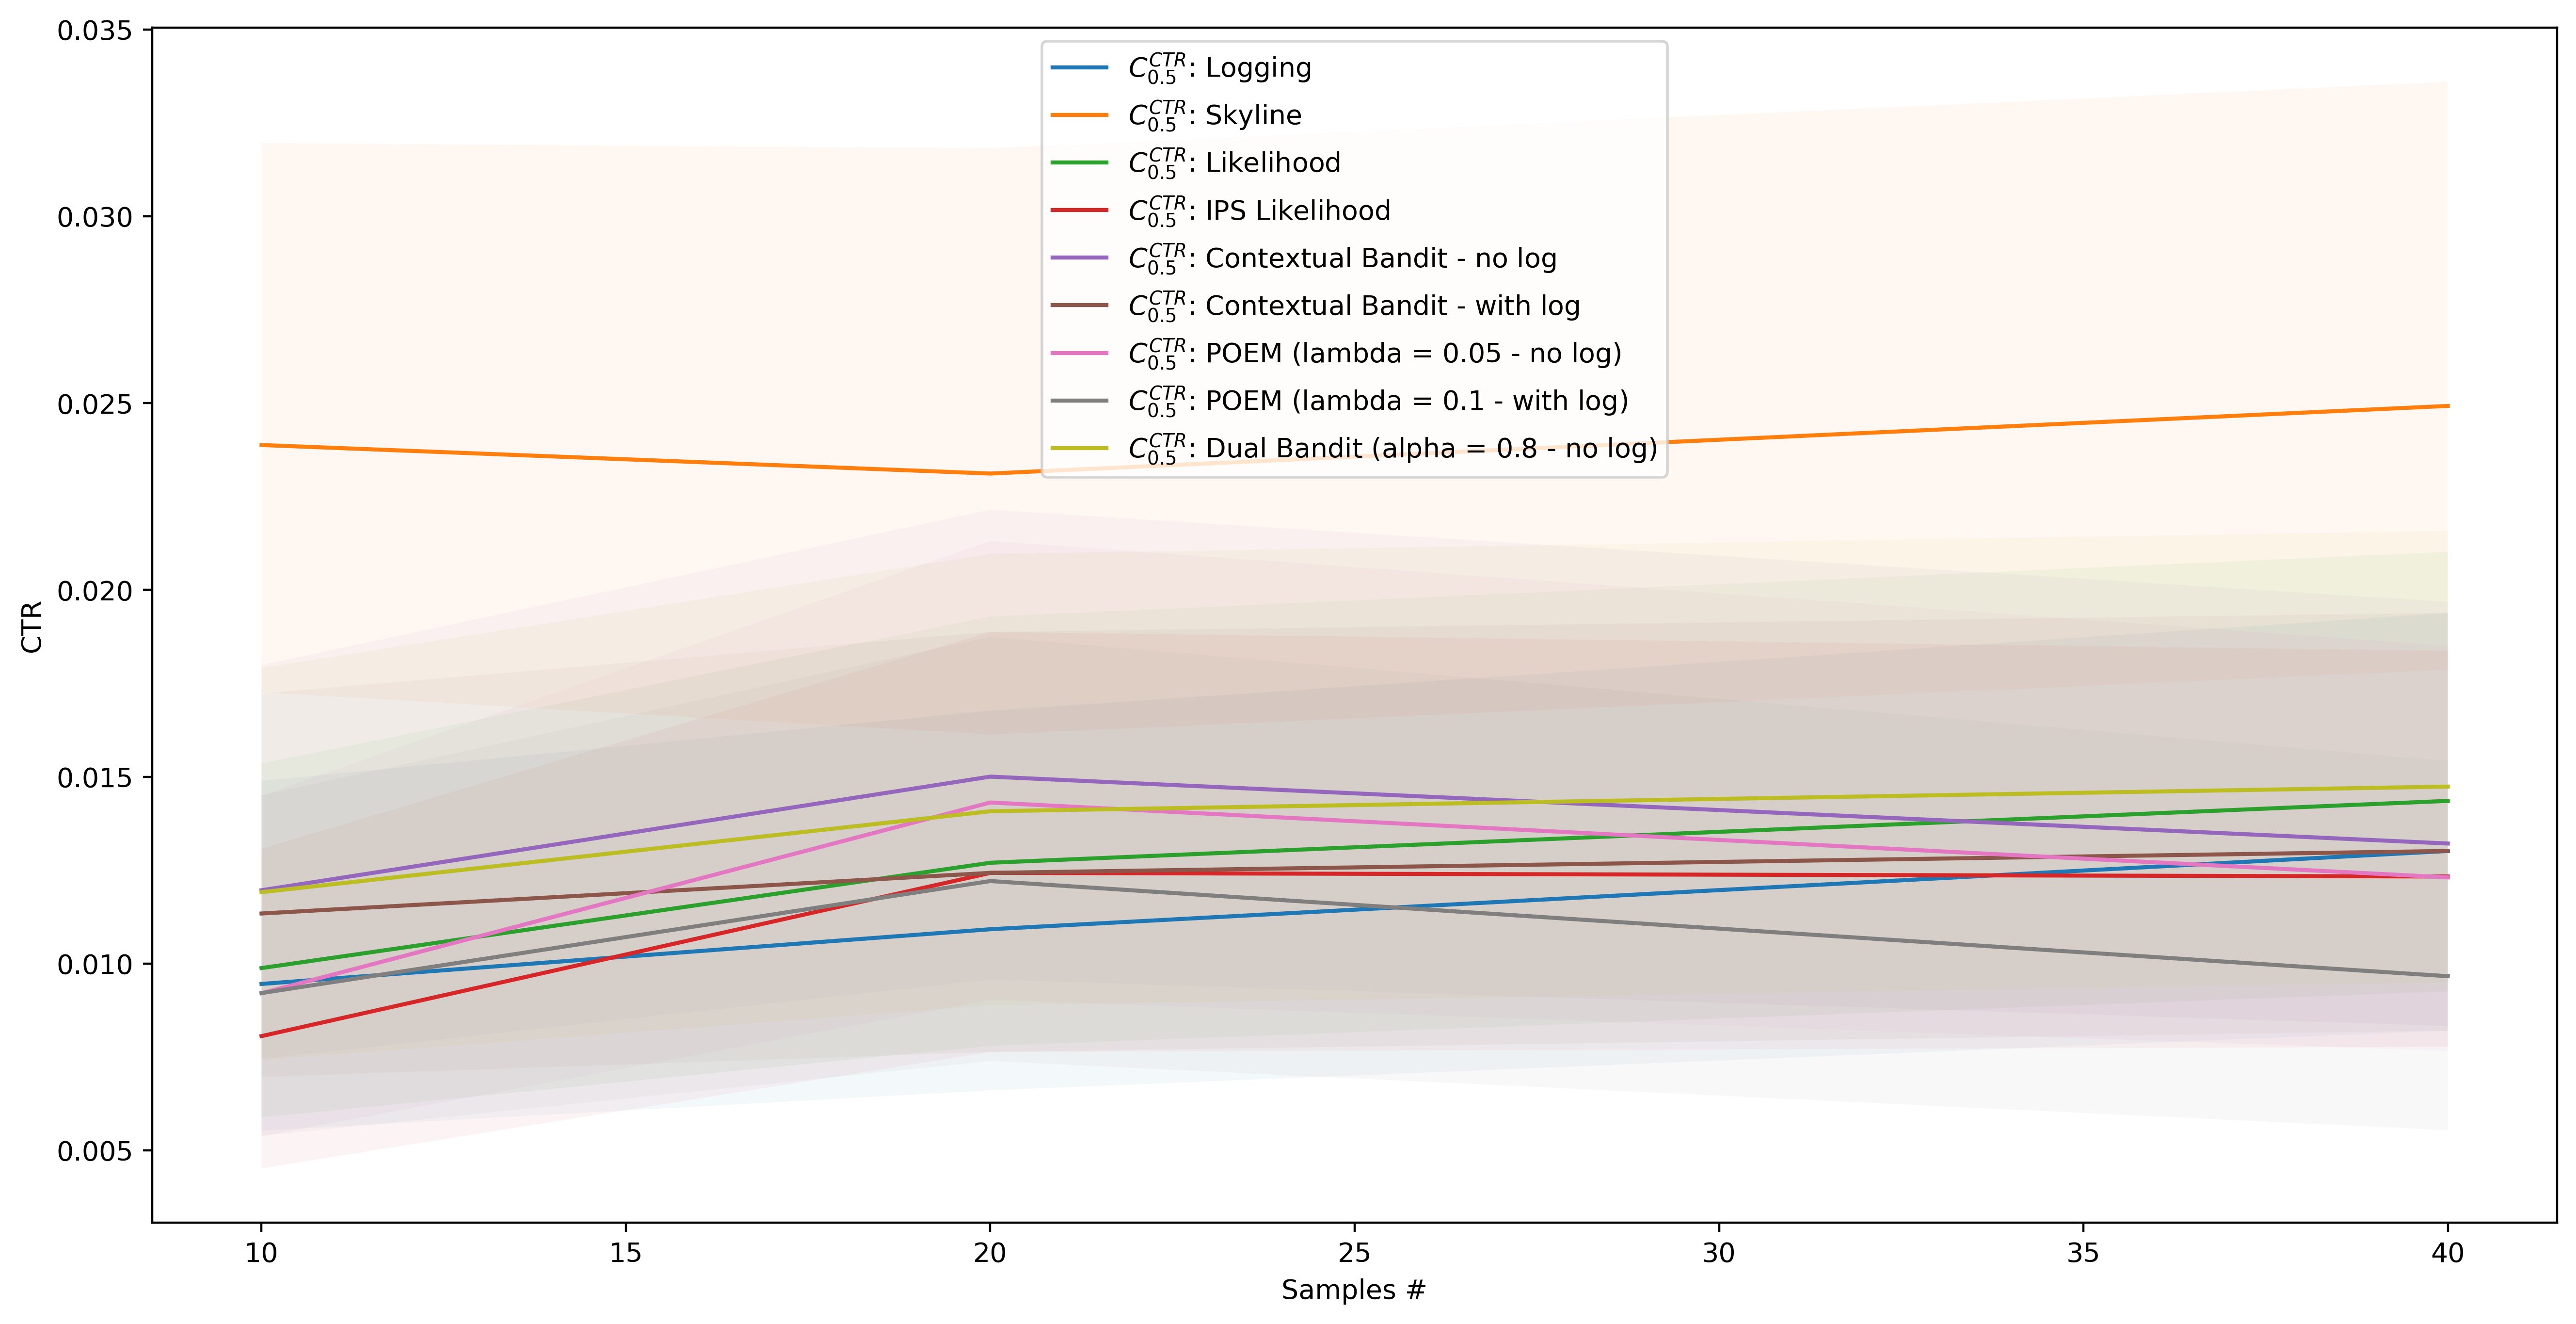 0.035
0.030
0.025
0.020
0.015
0.010
0.005
CTR
C_{0.5}^{CTR}: Logging
C_{0.5}^{CTR}: Skyline
C_{0.5}^{CTR}: Likelihood
C_{0.5}^{CTR}: IPS Likelihood
C_{0.5}^{CTR}: Contextual Bandit - no log
C_{0.5}^{CTR}: Contextual Bandit - with log
C_{0.5}^{CTR}: POEM (lambda = 0.05 - no log)
C_{0.5}^{CTR}: POEM (lambda = 0.1 - with log)
C_{0.5}^{CTR}: Dual Bandit (alpha = 0.8 - no log)
10 15 20 25 30 35 40
Samples #